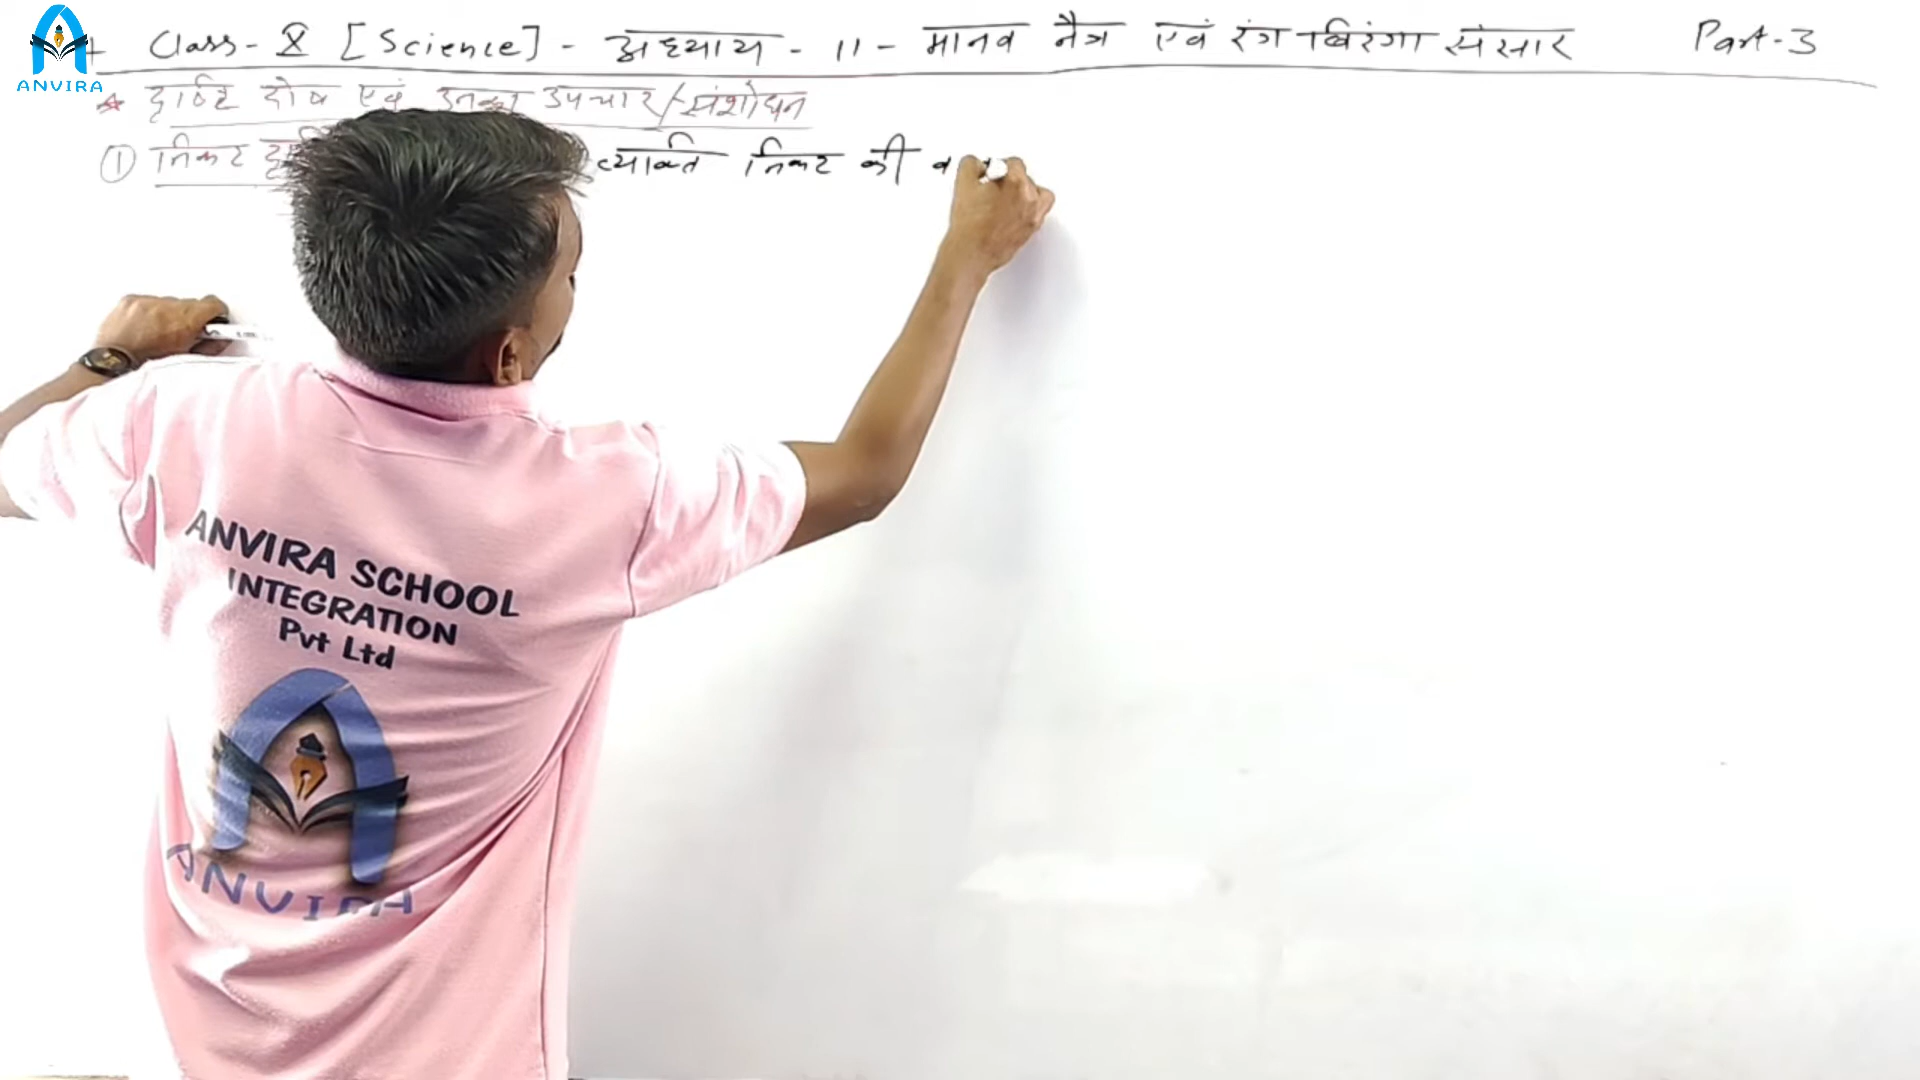 Class - X [Science] - अध्याय - 11 - मानव नैत्र एवं रंग बिरंगा संसार Part-3
* दृष्टि दोष एवं उनका उपचार/संशोधन
① निकट व्यक्ति निकट की
ANVIRA
ANVIRA SCHOOL
INTEGRATION
Pvt Ltd
ANVIRA